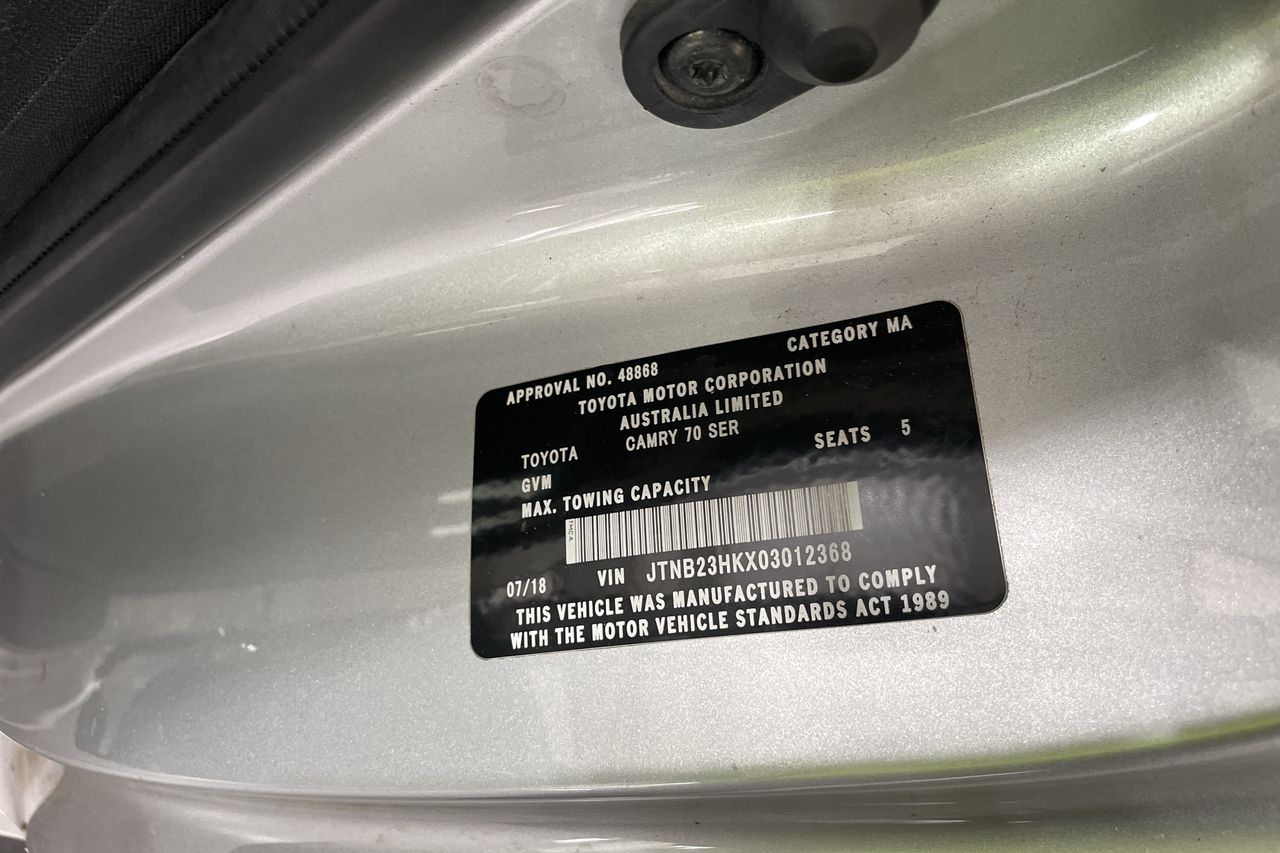 APPROVAL NO. 48868 CATEGORY MA
TOYOTA MOTOR CORPORATION
AUSTRALIA LIMITED
TOYOTA CAMRY 70 SER SEATS 5
GVM
MAX. TOWING CAPACITY
TMCA
07/18 VIN JTNB23HKX03012368
THIS VEHICLE WAS MANUFACTURED TO COMPLY
WITH THE MOTOR VEHICLE STANDARDS ACT 1989